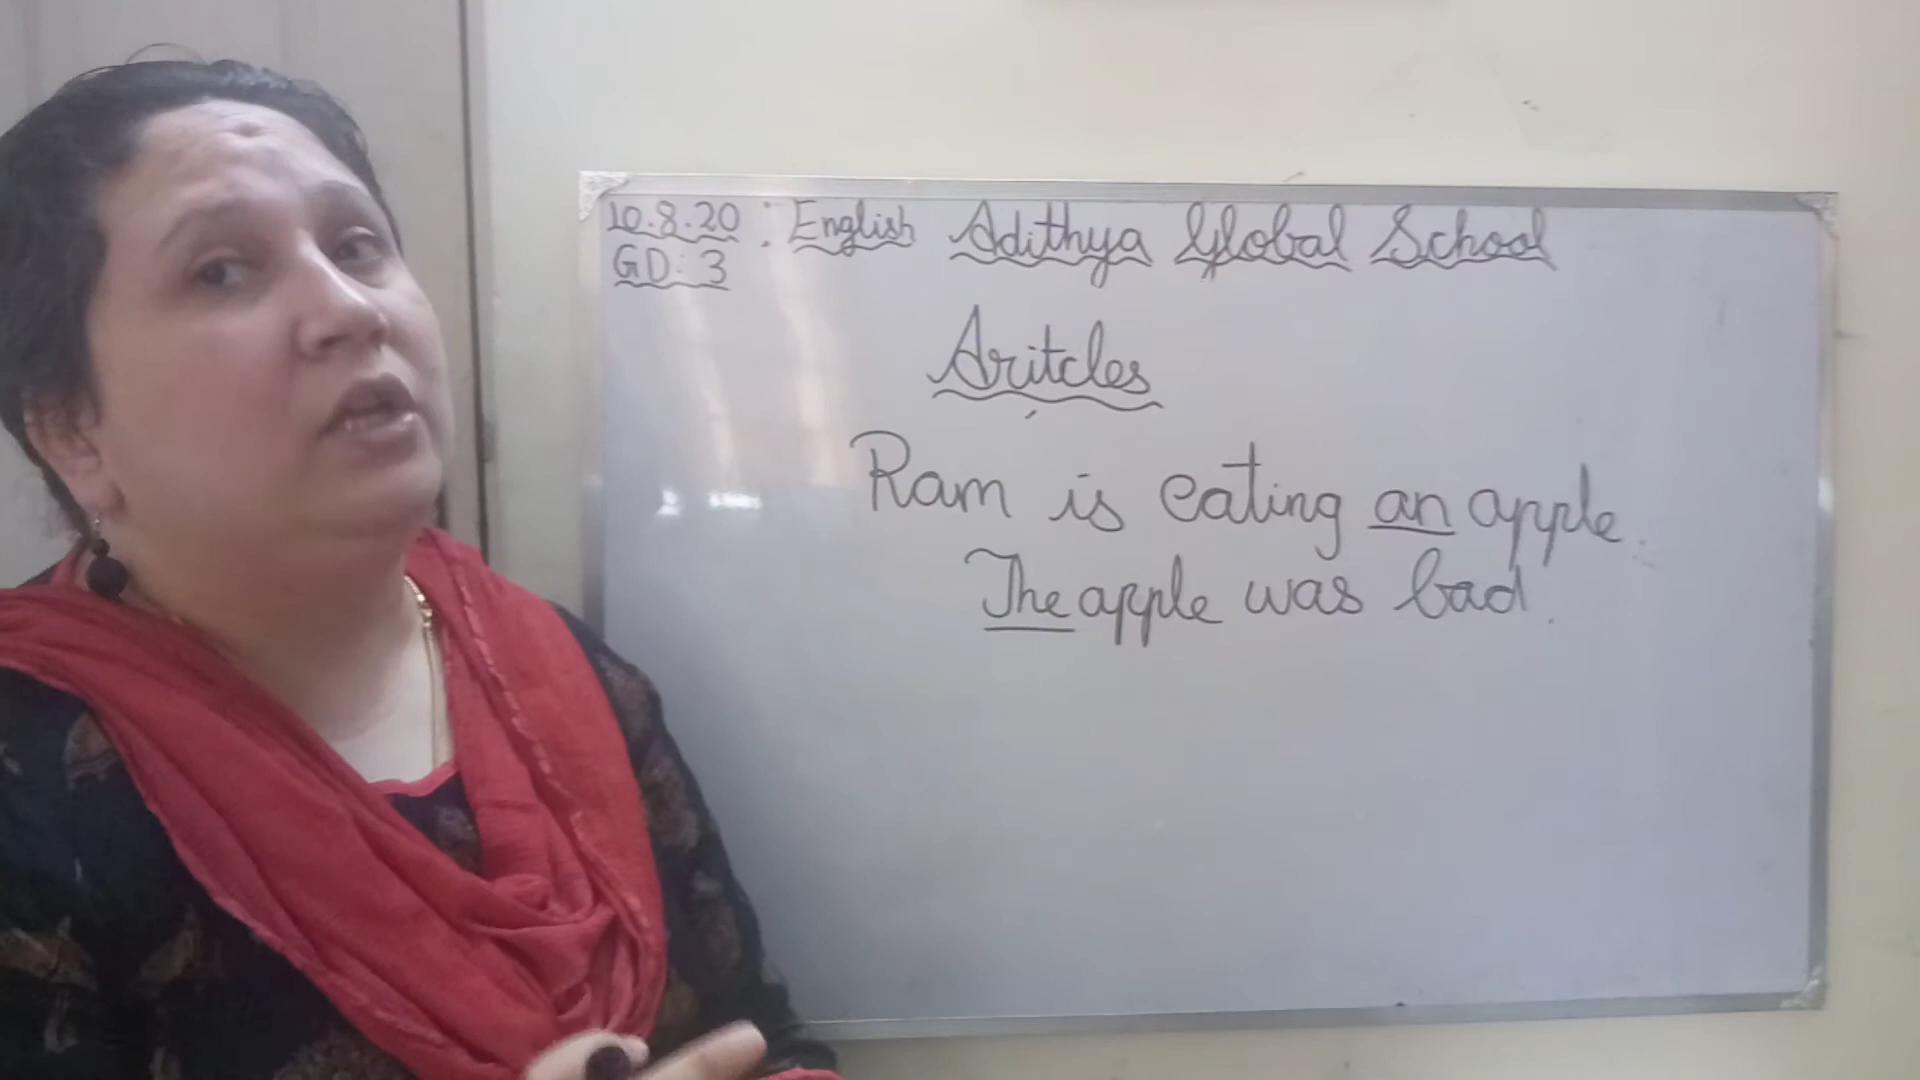 10.8.20 : English Adithya Global School
GD: 3
Aritcles
Ram is eating an apple.
The apple was bad.